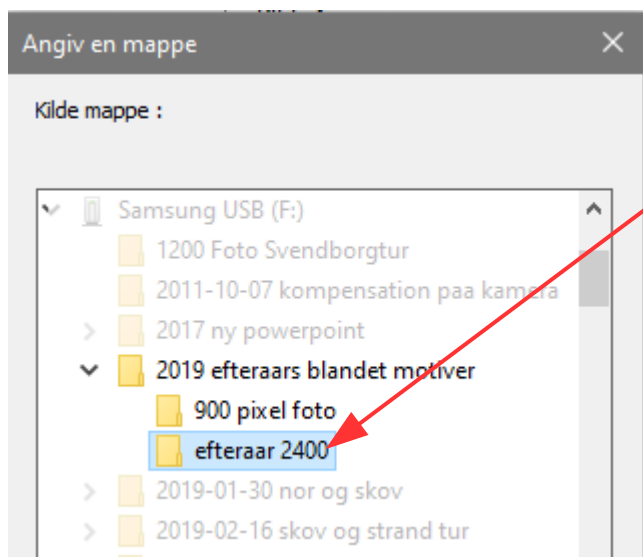 Angiv en mappe
Kilde mappe :
Samsung USB (F:)
1200 Foto Svendborgtur
2011-10-07 kompensation paa kamera
2017 ny powerpoint
2019 efteraars blandet motiver
900 pixel foto
efteraar 2400
2019-01-30 nor og skov
2019-02-16 skov og strand tur